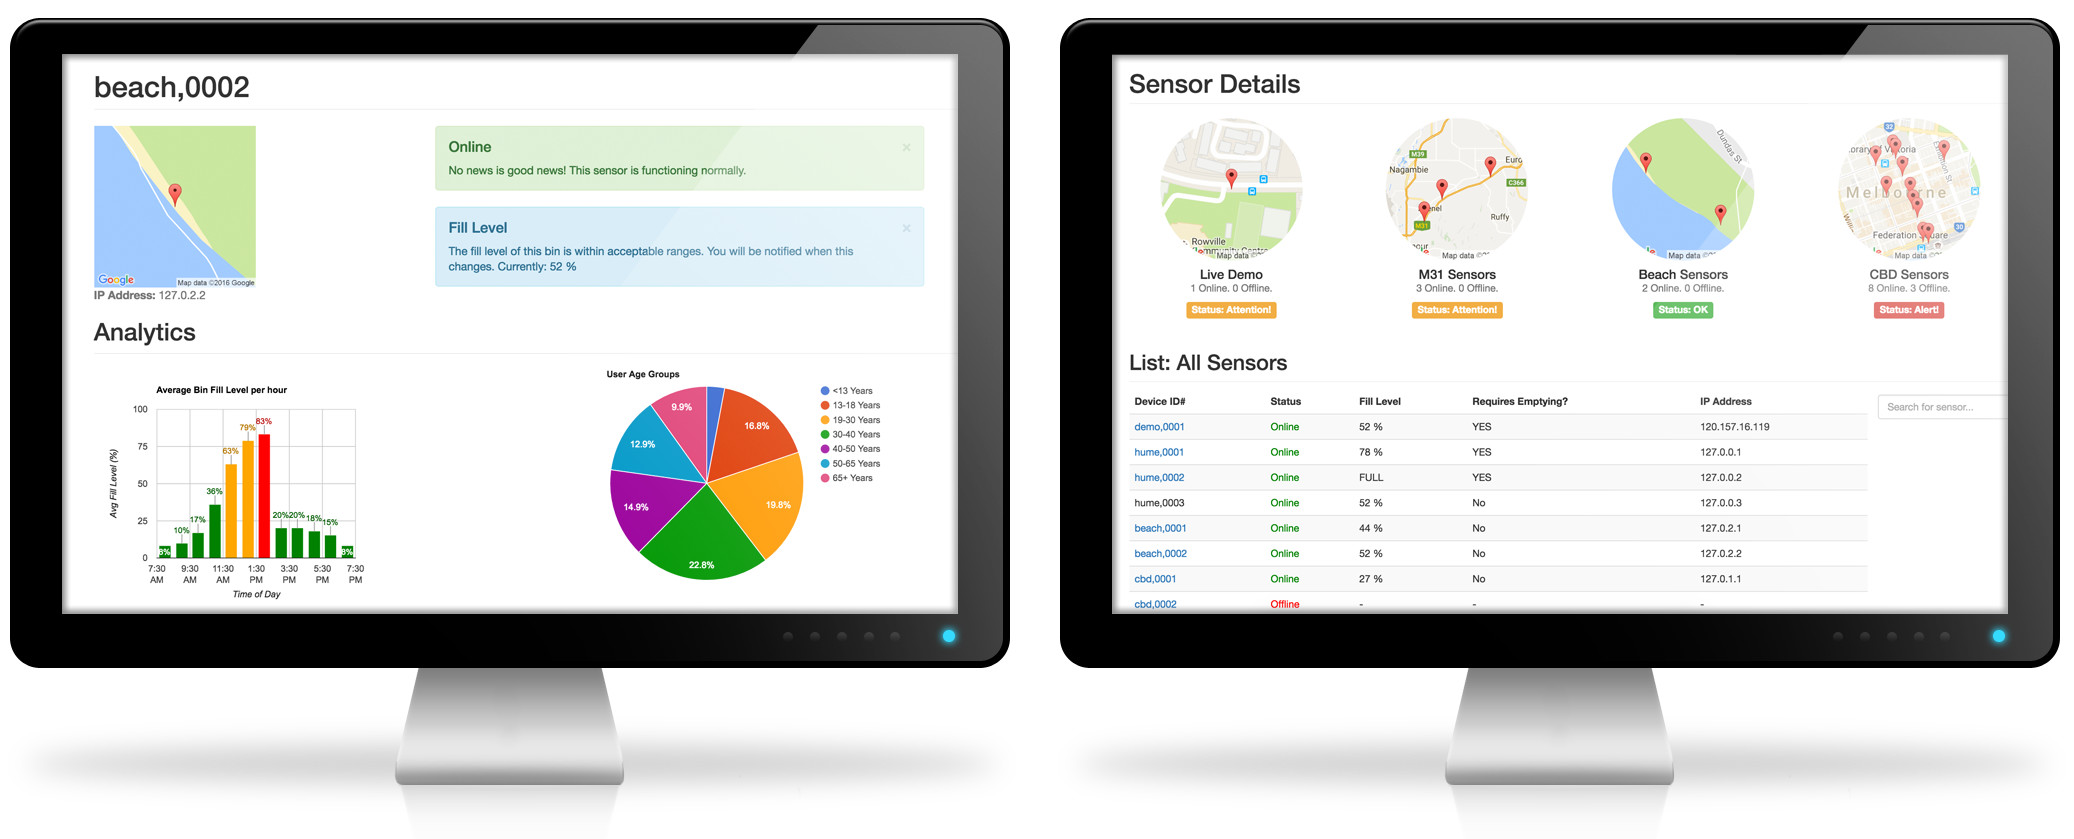 beach,0002
Google
Map data ©2016 Google
IP Address: 127.0.2.2
Online
×
No news is good news! This sensor is functioning normally.
Fill Level
×
The fill level of this bin is within acceptable ranges. You will be notified when this
changes. Currently: 52 %
Analytics
Average Bin Fill Level per hour
100
75
50
25
0
Avg Fill Level (%)
8%
10%
17%
36%
63%
79%
83%
20%
20%
18%
15%
8%
7:30 AM
9:30 AM
11:30 AM
1:30 PM
3:30 PM
5:30 PM
7:30 PM
Time of Day
User Age Groups
16.8%
19.8%
22.8%
14.9%
12.9%
9.9%
<13 Years
13-18 Years
19-30 Years
30-40 Years
40-50 Years
50-65 Years
65+ Years
Sensor Details
Rowville
Map data
Live Demo
1 Online. 0 Offline.
Status: Attention!
M39
Nagambie
Euro
C366
M31
Ruffy
Map data ©
M31 Sensors
3 Online. 0 Offline.
Status: Attention!
Dundas St
Map data ©
Beach Sensors
2 Online. 0 Offline.
Status: OK
32
Melbourne
30
Federation Square
Map data ©
CBD Sensors
8 Online. 3 Offline.
Status: Alert!
List: All Sensors
Device ID# Status Fill Level Requires Emptying? IP Address
Search for sensor...
demo,0001 Online 52 % YES 120.157.16.119
hume,0001 Online 78 % YES 127.0.0.1
hume,0002 Online FULL YES 127.0.0.2
hume,0003 Online 52 % No 127.0.0.3
beach,0001 Online 44 % No 127.0.2.1
beach,0002 Online 52 % No 127.0.2.2
cbd,0001 Online 27 % No 127.0.1.1
cbd,0002 Offline - - -